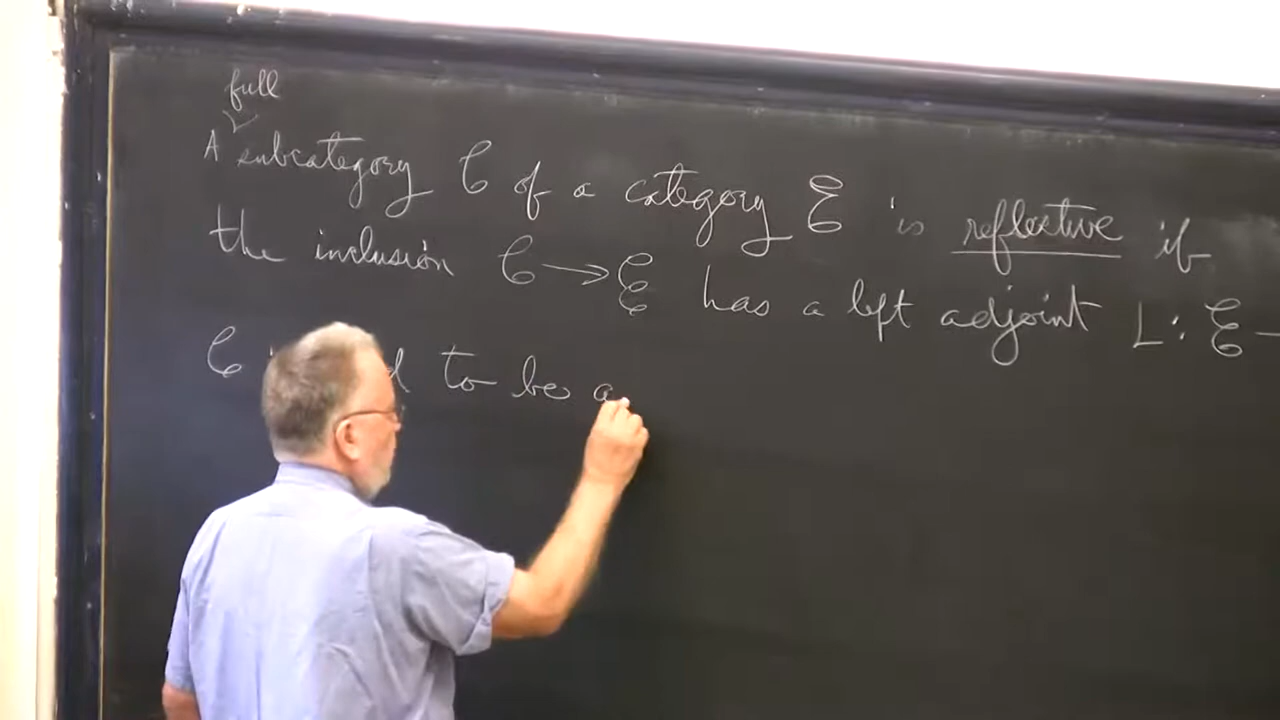 full
A subcategory 𝒞 of a category ℰ is reflective if
the inclusion 𝒞 → ℰ has a left adjoint L: ℰ –
𝒞 to be a